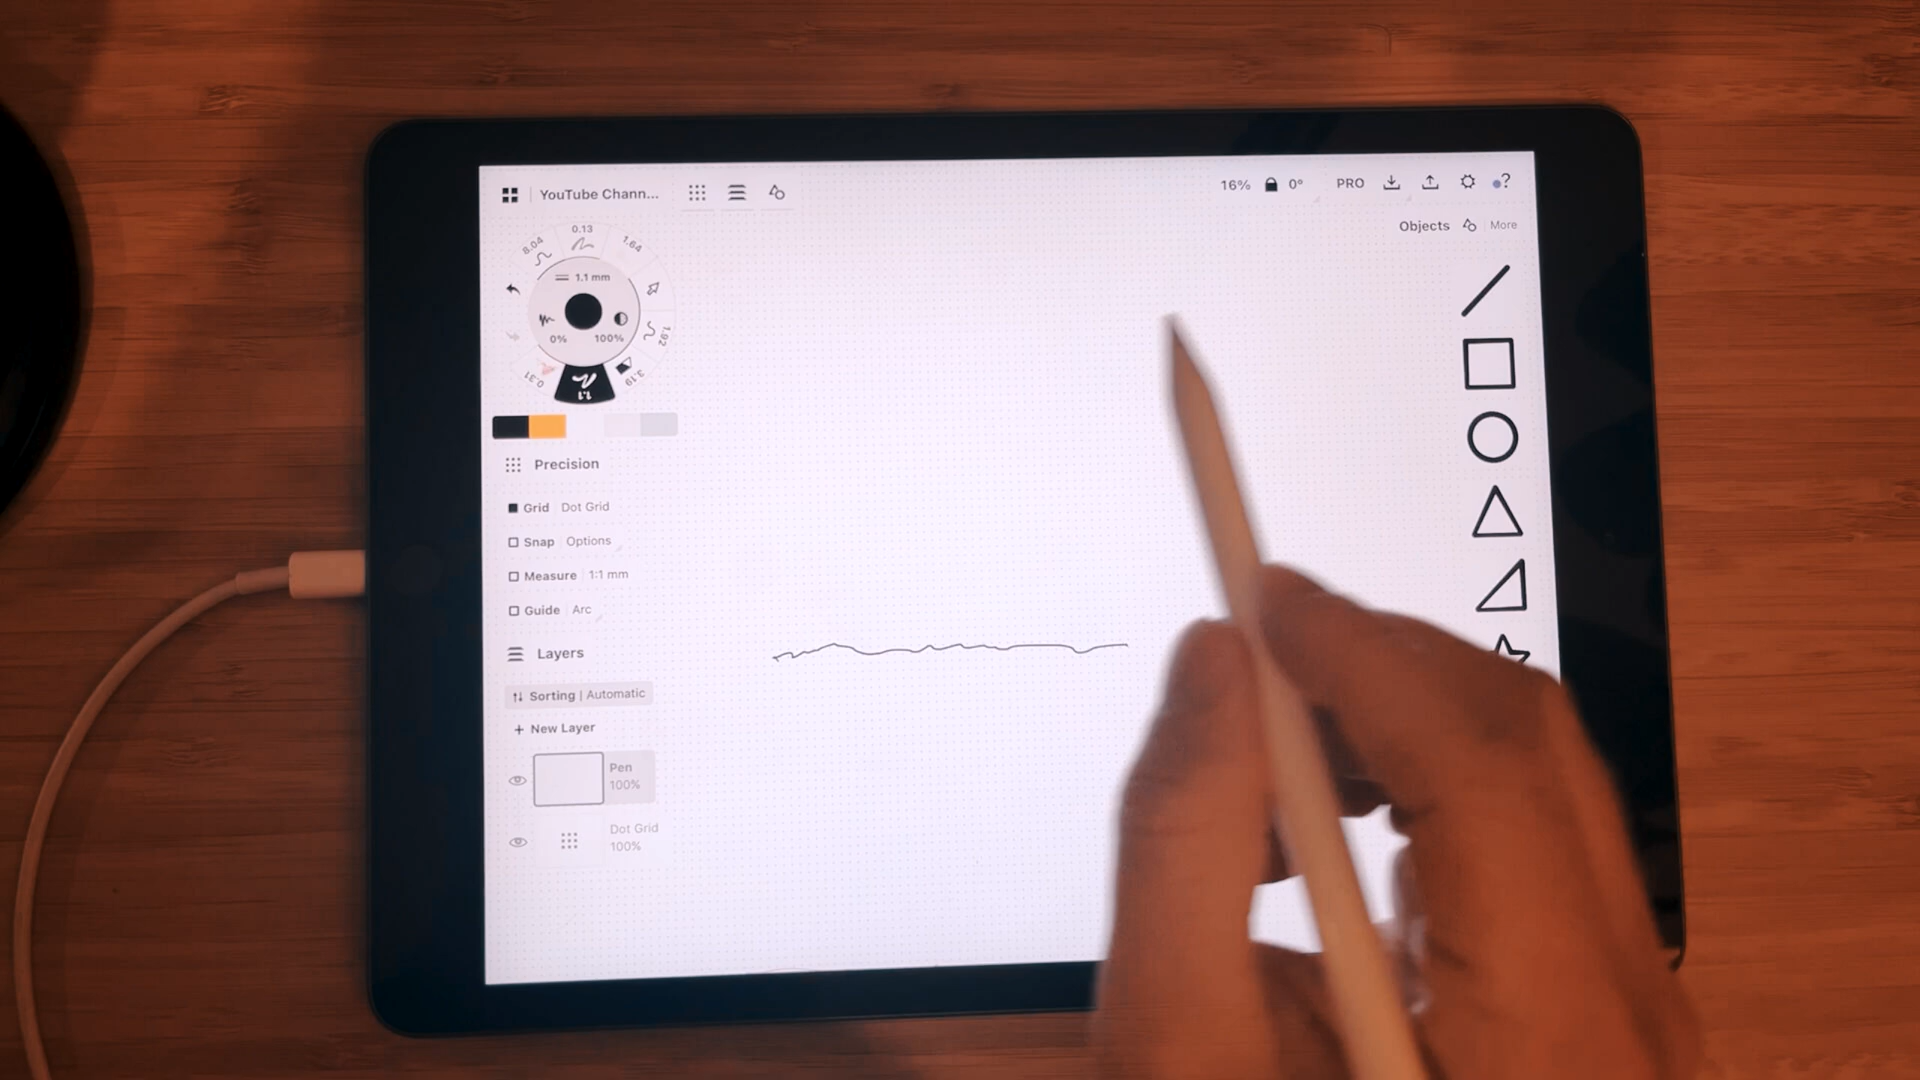 YouTube Chann...
16% 0° PRO ?
Objects More
0.13
8.04
1.64
1.1 mm
1.92
0% 100%
0.31
1.1
3.19
Precision
Grid Dot Grid
Snap Options
Measure 1:1 mm
Guide Arc
Layers
Sorting | Automatic
+ New Layer
Pen
100%
Dot Grid
100%